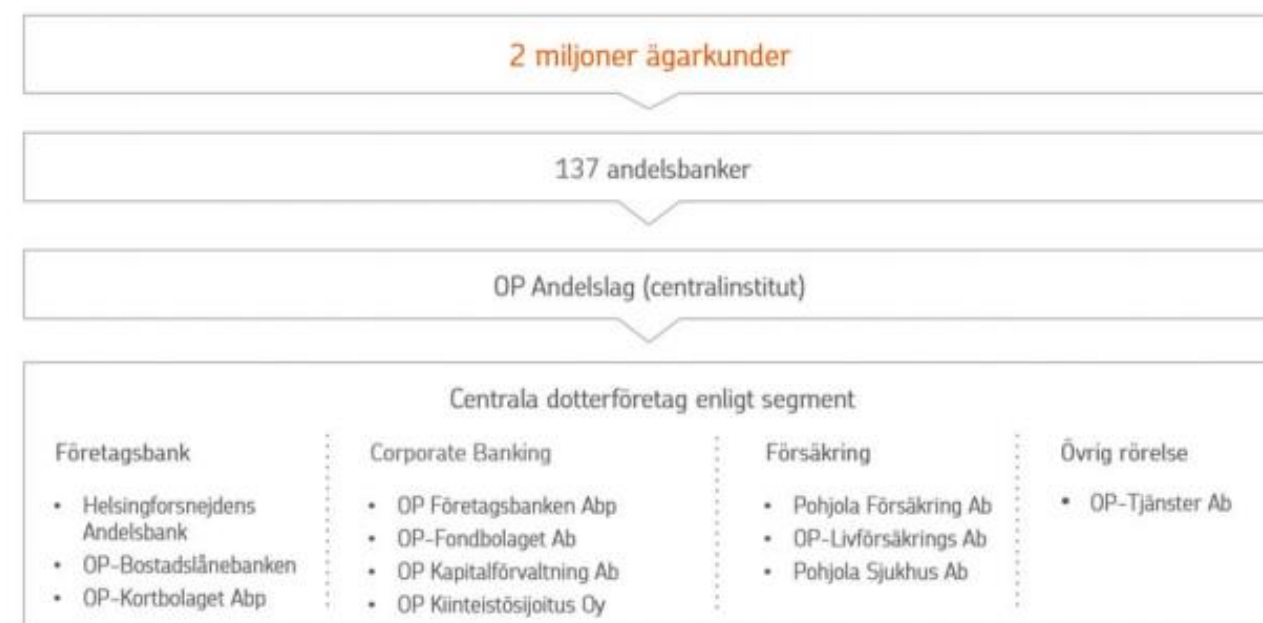 2 miljoner ägarkunder
137 andelsbanker
OP Andelslag (centralinstitut)
Centrala dotterföretag enligt segment
Företagsbank
• Helsingforsnejdens
Andelsbank
• OP-Bostadslånebanken
• OP-Kortbolaget Abp
Corporate Banking
• OP Företagsbanken Abp
• OP-Fondbolaget Ab
• OP Kapitalförvaltning Ab
• OP Kiinteistösijoitus Oy
Försäkring
• Pohjola Försäkring Ab
• OP-Livförsäkrings Ab
• Pohjola Sjukhus Ab
Övrig rörelse
• OP-Tjänster Ab